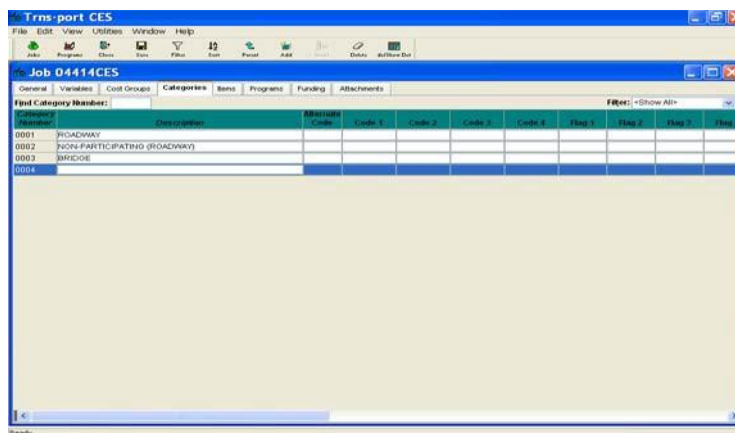 Trns·port CES
File Edit View Utilities Window Help
Jobs Programs Close Save Filter Sort Parcel Add Delete
Job 04414CES
General Variables Cost Groups Categories Items Programs Funding Attachments
Find Category Number: Filter: <Show All>
Category Number Description Alternate Code Code 1 Code 2 Code 3 Code 4 Flag 1 Flag 2 Flag 3 Flag
0001 ROADWAY
0002 NON-PARTICIPATING (ROADWAY)
0003 BRIDGE
0004
Ready